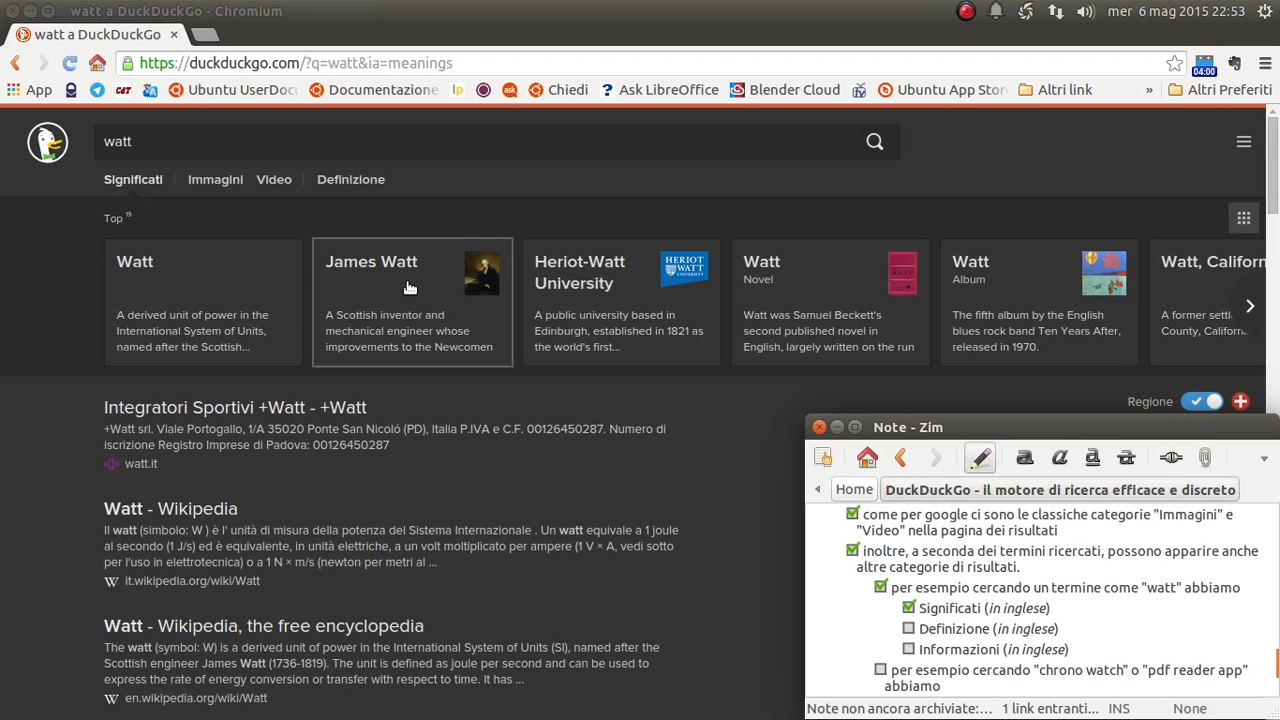 watt a DuckDuckGo - Chromium
mer 6 mag 2015 22:53
watt a DuckDuckGo
https://duckduckgo.com/?q=watt&ia=meanings
04:00
App
Ubuntu UserDocu
Documentazione
lp
ask
Chiedi
? Ask LibreOffice
Blender Cloud
Ubuntu App Stor
Altri link
»
Altri Preferiti
watt
Significati
Immagini
Video
Definizione
Top 19
Watt
A derived unit of power in the
International System of Units,
named after the Scottish...
James Watt
A Scottish inventor and
mechanical engineer whose
improvements to the Newcomen
Heriot-Watt
University
HERIOT
WATT
UNIVERSITY
A public university based in
Edinburgh, established in 1821 as
the world's first...
Watt
Novel
WATT
Watt was Samuel Beckett's
second published novel in
English, largely written on the run
Watt
Album
The fifth album by the English
blues rock band Ten Years After,
released in 1970.
Watt, Californ
A former settl
County, Californ
Integratori Sportivi +Watt - +Watt
+Watt srl. Viale Portogallo, 1/A 35020 Ponte San Nicoló (PD), Italia P.IVA e C.F. 00126450287. Numero di
iscrizione Registro Imprese di Padova: 00126450287
watt.it
Regione
Watt - Wikipedia
Il watt (simbolo: W ) è l' unità di misura della potenza del Sistema Internazionale . Un watt equivale a 1 joule
al secondo (1 J/s) ed è equivalente, in unità elettriche, a un volt moltiplicato per ampere (1 V × A, vedi sotto
per l'uso in elettrotecnica) o a 1 N × m/s (newton per metri al ...
W it.wikipedia.org/wiki/Watt
Watt - Wikipedia, the free encyclopedia
The watt (symbol: W) is a derived unit of power in the International System of Units (SI), named after the
Scottish engineer James Watt (1736-1819). The unit is defined as joule per second and can be used to
express the rate of energy conversion or transfer with respect to time. It has ...
W en.wikipedia.org/wiki/Watt
Note - Zim
a a a a
Home
DuckDuckGo - il motore di ricerca efficace e discreto
come per google ci sono le classiche categorie "Immagini" e
"Video" nella pagina dei risultati
inoltre, a seconda dei termini ricercati, possono apparire anche
altre categorie di risultati.
per esempio cercando un termine come "watt" abbiamo
Significati (in inglese)
Definizione (in inglese)
Informazioni (in inglese)
per esempio cercando "chrono watch" o "pdf reader app"
abbiamo
Note non ancora archiviate:...
1 link entranti...
INS
None